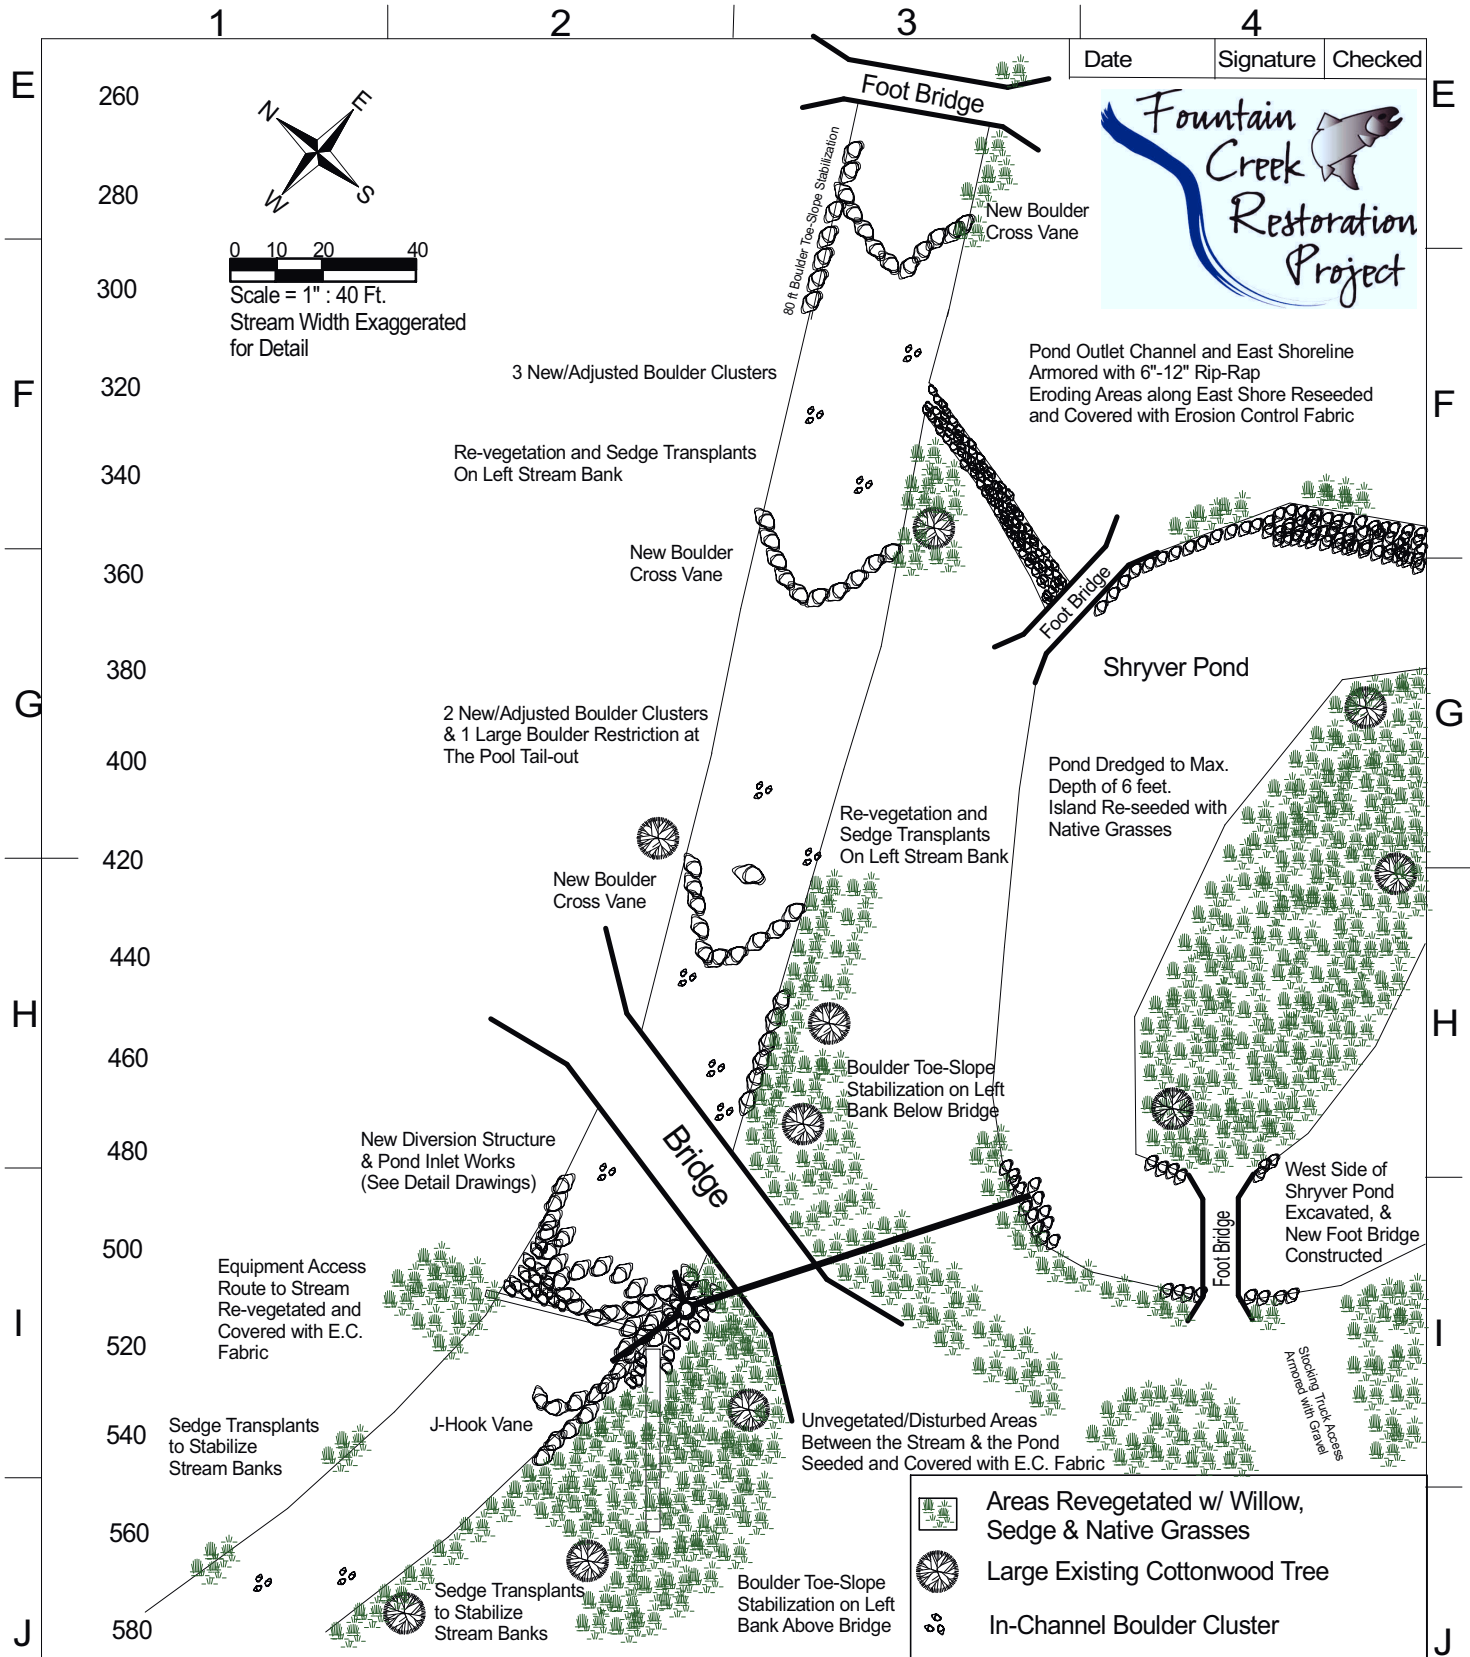 1 2 3 4
Date Signature Checked
E E
260
Foot Bridge
Fountain
Creek
Restoration
Project
N E
W S
280
80 ft Boulder Toe-Slope Stabilization
New Boulder
Cross Vane
0 10 20 40
Scale = 1" : 40 Ft.
Stream Width Exaggerated
for Detail
300
Pond Outlet Channel and East Shoreline
Armored with 6"-12" Rip-Rap
Eroding Areas along East Shore Reseeded
and Covered with Erosion Control Fabric
3 New/Adjusted Boulder Clusters
320
F F
Re-vegetation and Sedge Transplants
On Left Stream Bank
340
New Boulder
Cross Vane
360
Foot Bridge
380
Shryver Pond
G G
2 New/Adjusted Boulder Clusters
& 1 Large Boulder Restriction at
The Pool Tail-out
400
Pond Dredged to Max.
Depth of 6 feet.
Island Re-seeded with
Native Grasses
Re-vegetation and
Sedge Transplants
On Left Stream Bank
420
New Boulder
Cross Vane
440
H H
460
Boulder Toe-Slope
Stabilization on Left
Bank Below Bridge
Bridge
New Diversion Structure
& Pond Inlet Works
(See Detail Drawings)
480
West Side of
Shryver Pond
Excavated, &
New Foot Bridge
Constructed
Foot Bridge
500
Equipment Access
Route to Stream
Re-vegetated and
Covered with E.C.
Fabric
I I
520
Stocking Truck Access
Armored with Gravel
Sedge Transplants
to Stabilize
Stream Banks
540
J-Hook Vane
Unvegetated/Disturbed Areas
Between the Stream & the Pond
Seeded and Covered with E.C. Fabric
560
Areas Revegetated w/ Willow,
Sedge & Native Grasses
Large Existing Cottonwood Tree
In-Channel Boulder Cluster
Sedge Transplants
to Stabilize
Stream Banks
Boulder Toe-Slope
Stabilization on Left
Bank Above Bridge
580
J J